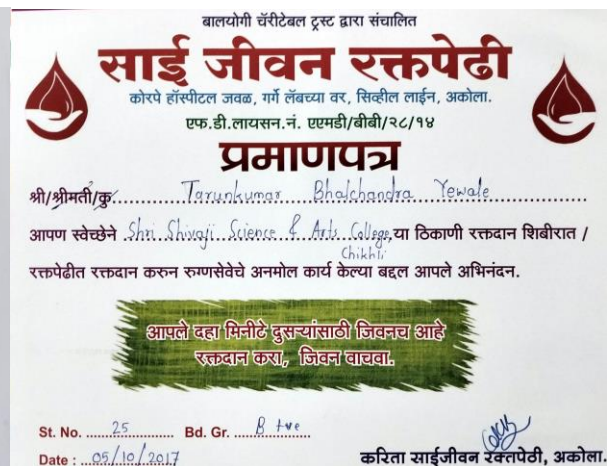 बालयोगी चॅरीटेबल ट्रस्ट द्वारा संचालित
साई जीवन रक्तपेढी
कोरपे हॉस्पीटल जवळ, गर्गे लॅबच्या वर, सिव्हील लाईन, अकोला.
एफ.डी.लायसन.नं. एएमडी/बीबी/२८/१४
प्रमाणपत्र
श्री/श्रीमती/कु. Tarunkumar Bhalchandra Yewale
आपण स्वेच्छेने Shri Shivaji Science & Arts College, या ठिकाणी रक्तदान शिबीरात /
Chikhli
रक्तपेढीत रक्तदान करुन रुग्णसेवेचे अनमोल कार्य केल्या बद्दल आपले अभिनंदन.
आपले दहा मिनीटे दुसऱ्यांसाठी जिवनच आहे
रक्तदान करा, जिवन वाचवा.
St. No. 25 Bd. Gr. B +ve
Date : 05/10/2017 करिता साईजीवन रक्तपेठी, अकोला.